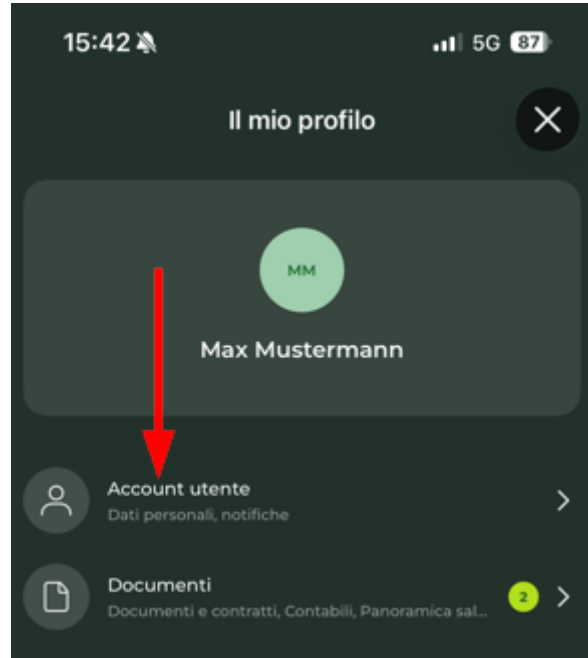 15:42 5G 87
Il mio profilo
MM
Max Mustermann
Account utente
Dati personali, notifiche
Documenti
Documenti e contratti, Contabili, Panoramica sal...
2